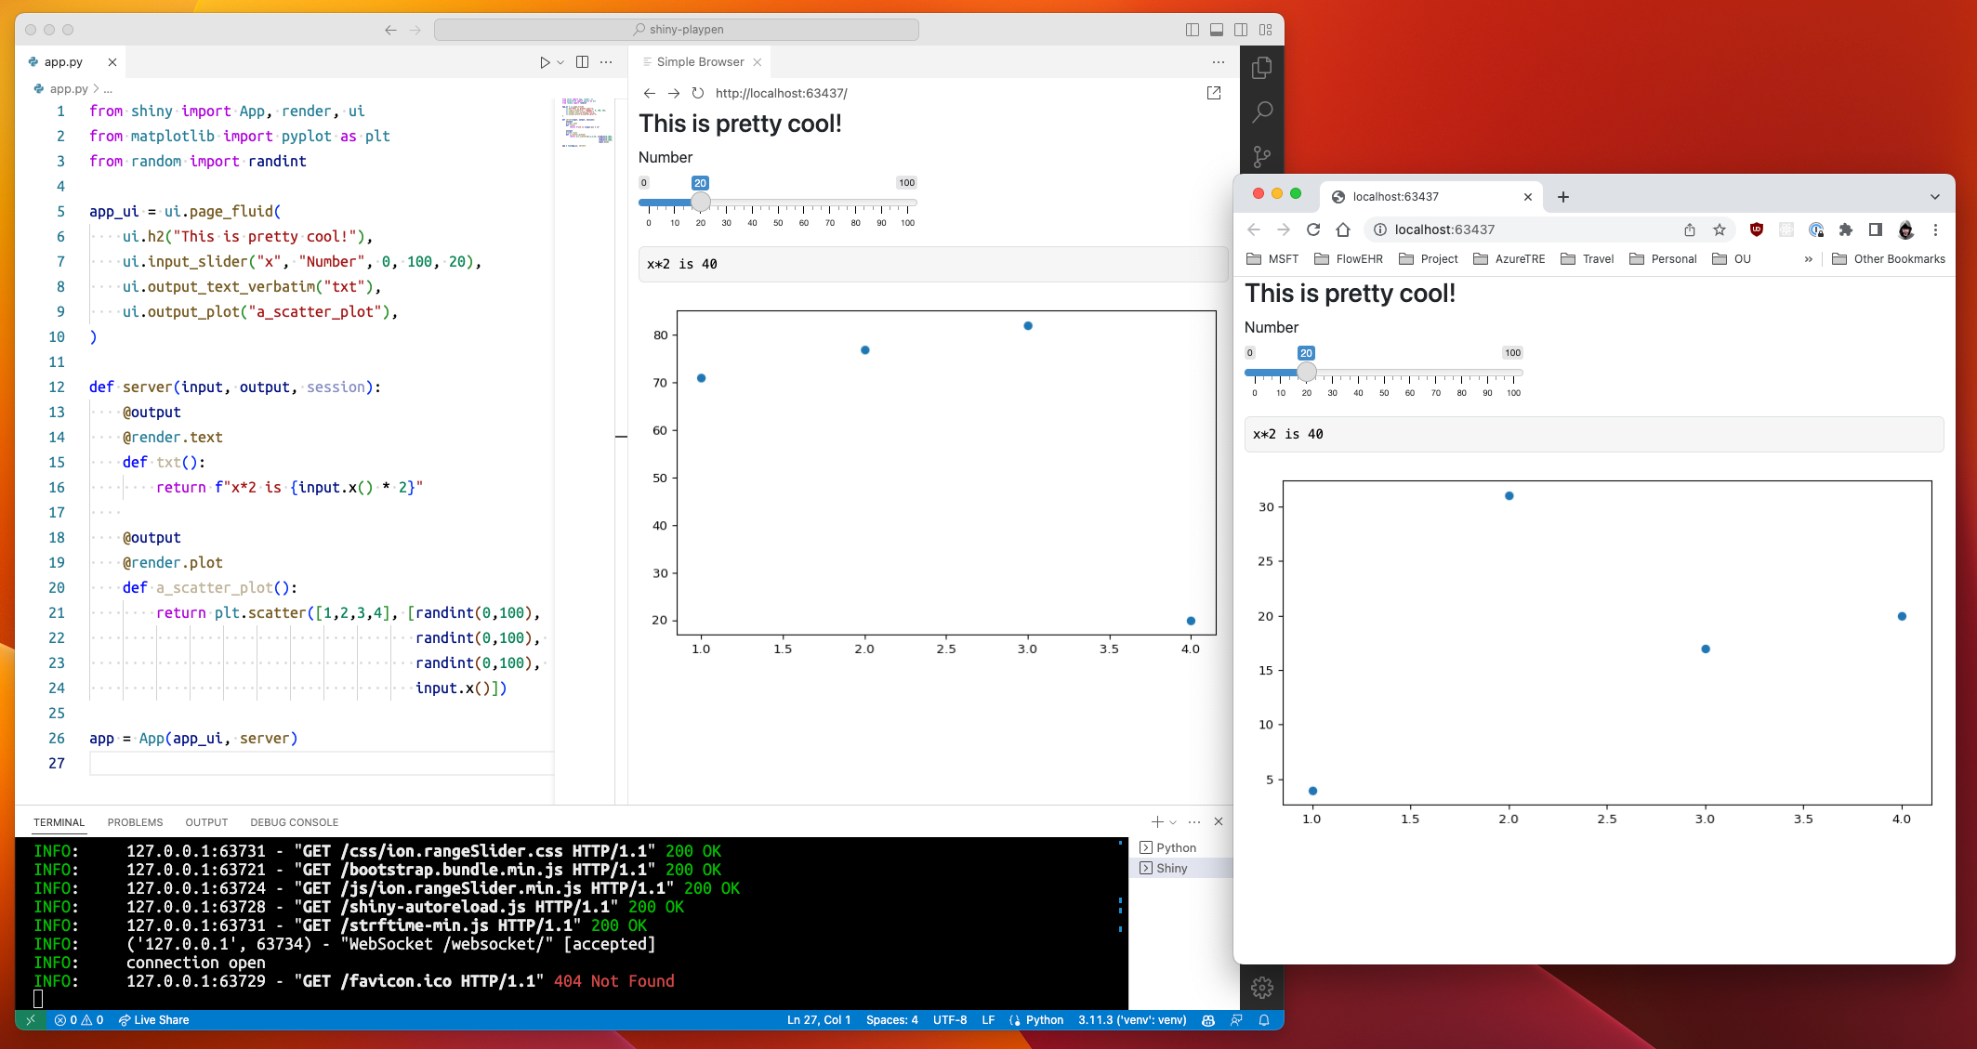 shiny-playpen
app.py
app.py > ...
1 from shiny import App, render, ui
2 from matplotlib import pyplot as plt
3 from random import randint
4
5 app_ui = ui.page_fluid(
6 ui.h2("This is pretty cool!"),
7 ui.input_slider("x", "Number", 0, 100, 20),
8 ui.output_text_verbatim("txt"),
9 ui.output_plot("a_scatter_plot"),
10 )
11
12 def server(input, output, session):
13 @output
14 @render.text
15 def txt():
16 return f"x*2 is {input.x() * 2}"
17
18 @output
19 @render.plot
20 def a_scatter_plot():
21 return plt.scatter([1,2,3,4], [randint(0,100),
22 randint(0,100),
23 randint(0,100),
24 input.x()])
25
26 app = App(app_ui, server)
27
Simple Browser
http://localhost:63437/
This is pretty cool!
Number
0 20 100
0 10 20 30 40 50 60 70 80 90 100
x*2 is 40
80
70
60
50
40
30
20
1.0 1.5 2.0 2.5 3.0 3.5 4.0
TERMINAL PROBLEMS OUTPUT DEBUG CONSOLE
INFO: 127.0.0.1:63731 - "GET /css/ion.rangeSlider.css HTTP/1.1" 200 OK
INFO: 127.0.0.1:63721 - "GET /bootstrap.bundle.min.js HTTP/1.1" 200 OK
INFO: 127.0.0.1:63724 - "GET /js/ion.rangeSlider.min.js HTTP/1.1" 200 OK
INFO: 127.0.0.1:63728 - "GET /shiny-autoreload.js HTTP/1.1" 200 OK
INFO: 127.0.0.1:63731 - "GET /strftime-min.js HTTP/1.1" 200 OK
INFO: ('127.0.0.1', 63734) - "WebSocket /websocket/" [accepted]
INFO: connection open
INFO: 127.0.0.1:63729 - "GET /favicon.ico HTTP/1.1" 404 Not Found
Python
Shiny
0 0 Live Share
Ln 27, Col 1 Spaces: 4 UTF-8 LF Python 3.11.3 ('venv': venv)
localhost:63437
localhost:63437
MSFT FlowEHR Project AzureTRE Travel Personal OU » Other Bookmarks
This is pretty cool!
Number
0 20 100
0 10 20 30 40 50 60 70 80 90 100
x*2 is 40
30
25
20
15
10
5
1.0 1.5 2.0 2.5 3.0 3.5 4.0